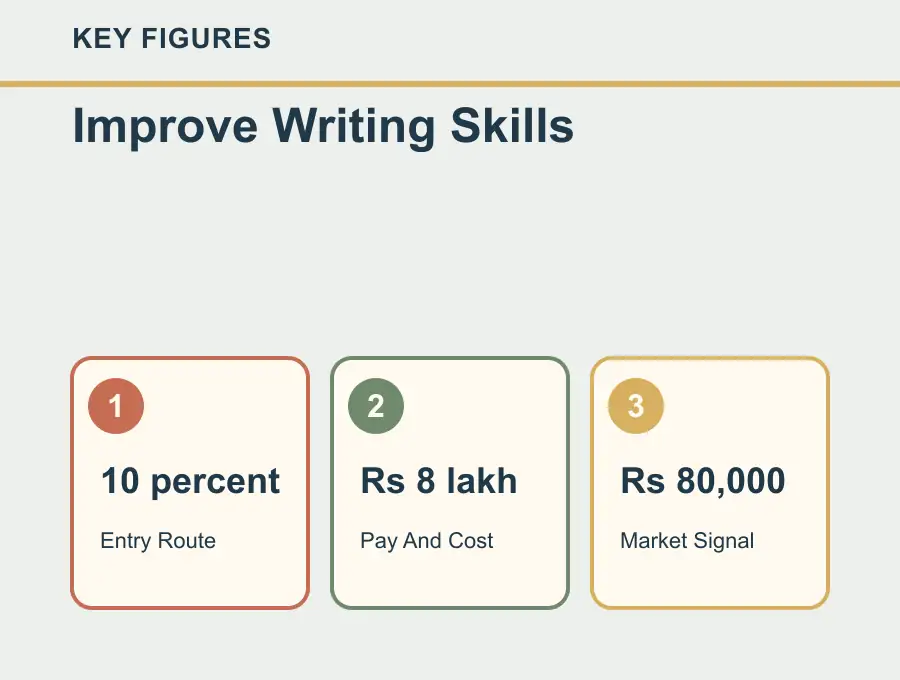 KEY FIGURES
Improve Writing Skills
1
10 percent
Entry Route
2
Rs 8 lakh
Pay And Cost
3
Rs 80,000
Market Signal